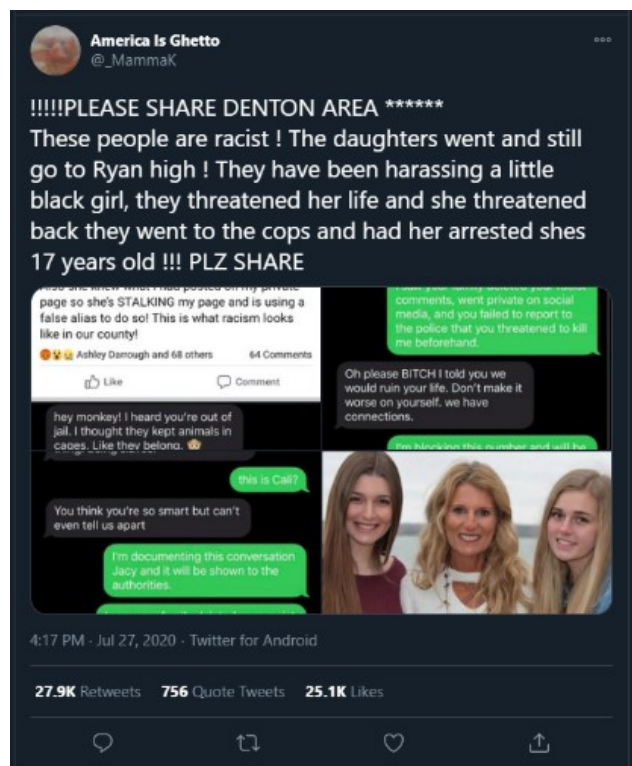 America Is Ghetto
@_MammaK
!!!!!PLEASE SHARE DENTON AREA ******
These people are racist ! The daughters went and still
go to Ryan high ! They have been harassing a little
black girl, they threatened her life and she threatened
back they went to the cops and had her arrested shes
17 years old !!! PLZ SHARE
page so she's STALKING my page and is using a
false alias to do so! This is what racism looks
like in our county!
Ashley Darrough and 68 others 64 Comments
Like Comment
hey monkey! I heard you're out of
jail. I thought they kept animals in
cages. Like they belong. 🙊
comments, went private on social
media, and you failed to report to
the police that you threatened to kill
me beforehand.
Oh please BITCH I told you we
would ruin your life. Don't make it
worse on yourself. we have
connections.
I'm blocking this number and will be
this is Cali?
You think you're so smart but can't
even tell us apart
I'm documenting this conversation
Jacy and it will be shown to the
authorities.
4:17 PM · Jul 27, 2020 · Twitter for Android
27.9K Retweets 756 Quote Tweets 25.1K Likes